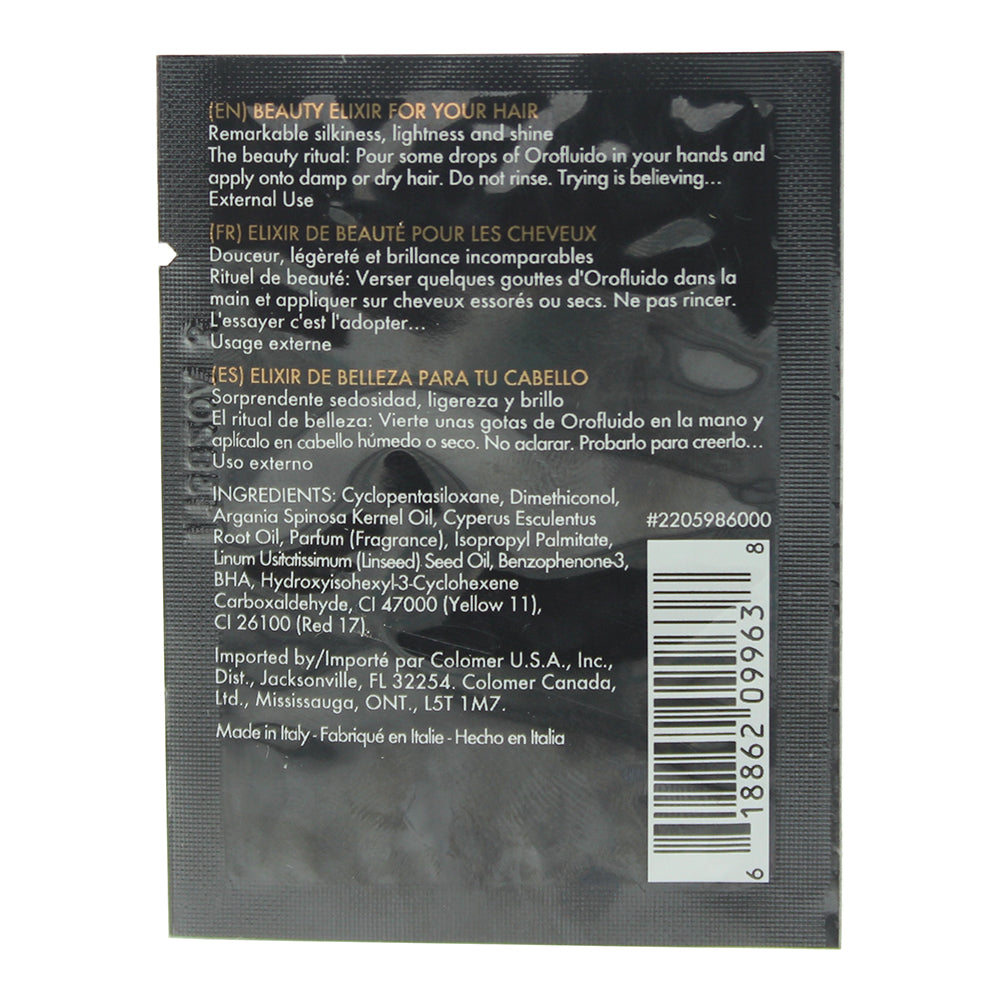 (EN) BEAUTY ELIXIR FOR YOUR HAIR
Remarkable silkiness, lightness and shine
The beauty ritual: Pour some drops of Orofluido in your hands and
apply onto damp or dry hair. Do not rinse. Trying is believing...
External Use
(FR) ELIXIR DE BEAUTÉ POUR LES CHEVEUX
Douceur, légèreté et brillance incomparables
Rituel de beauté: Verser quelques gouttes d'Orofluido dans la
main et appliquer sur cheveux essorés ou secs. Ne pas rincer.
L'essayer c'est l'adopter...
Usage externe
(ES) ELIXIR DE BELLEZA PARA TU CABELLO
Sorprendente sedosidad, ligereza y brillo
El ritual de belleza: Vierte unas gotas de Orofluido en la mano y
aplícalo en cabello húmedo o seco. No aclarar. Probarlo para creerlo...
Uso externo
INGREDIENTS: Cyclopentasiloxane, Dimethiconol,
Argania Spinosa Kernel Oil, Cyperus Esculentus
Root Oil, Parfum (Fragrance), Isopropyl Palmitate,
Linum Usitatissimum (Linseed) Seed Oil, Benzophenone-3,
BHA, Hydroxyisohexyl-3-Cyclohexene
Carboxaldehyde, CI 47000 (Yellow 11),
CI 26100 (Red 17).
Imported by/Importé par Colomer U.S.A., Inc.,
Dist., Jacksonville, FL 32254. Colomer Canada,
Ltd., Mississauga, ONT., L5T 1M7.
Made in Italy - Fabriqué en Italie - Hecho en Italia
#2205986000
6 18862 09963 8